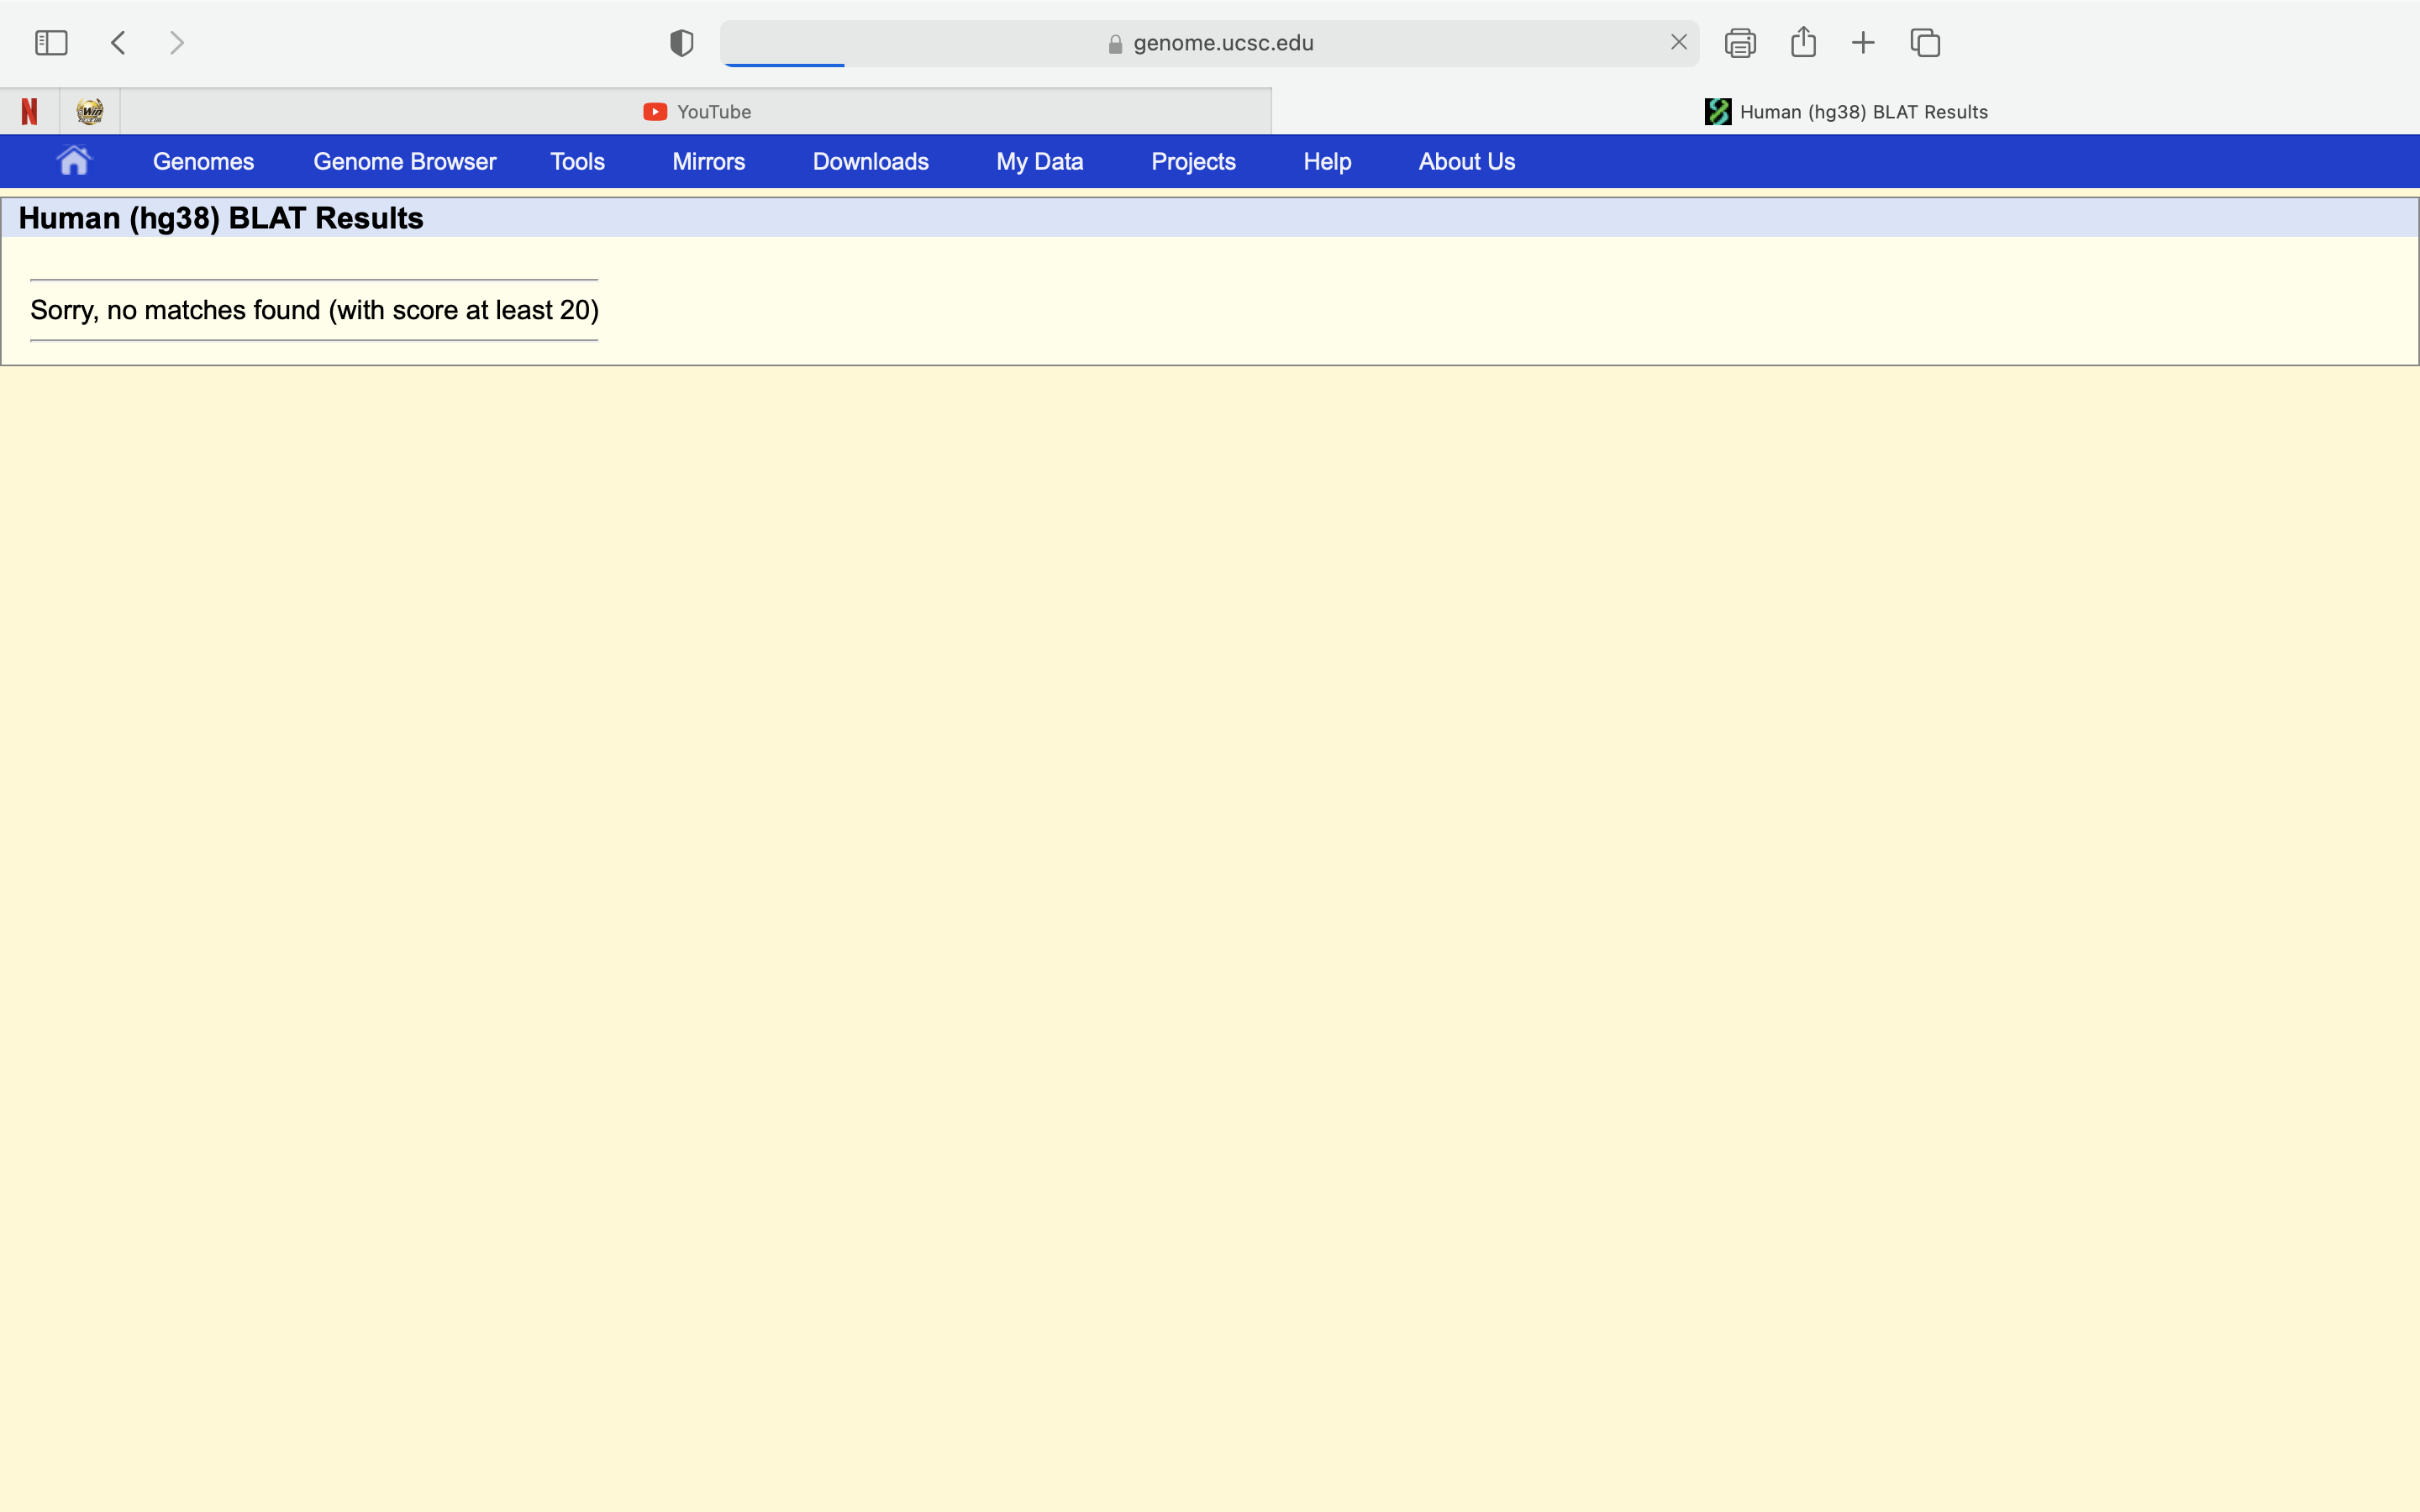 genome.ucsc.edu
N
Win
YouTube
Human (hg38) BLAT Results
Genomes Genome Browser Tools Mirrors Downloads My Data Projects Help About Us
Human (hg38) BLAT Results
Sorry, no matches found (with score at least 20)